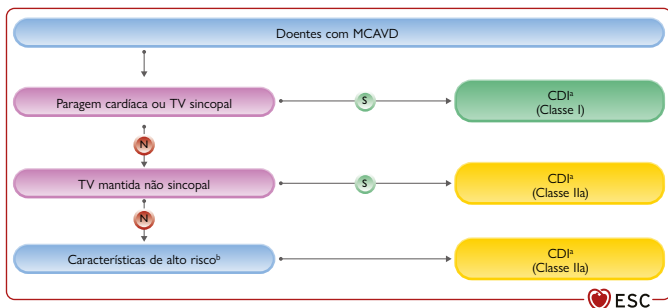 Doentes com MCAVD
Paragem cardíaca ou TV sincopal
S
CDIᵃ
(Classe I)
N
TV mantida não sincopal
S
CDIᵃ
(Classe IIa)
N
Características de alto riscoᵇ
CDIᵃ
(Classe IIa)
ESC